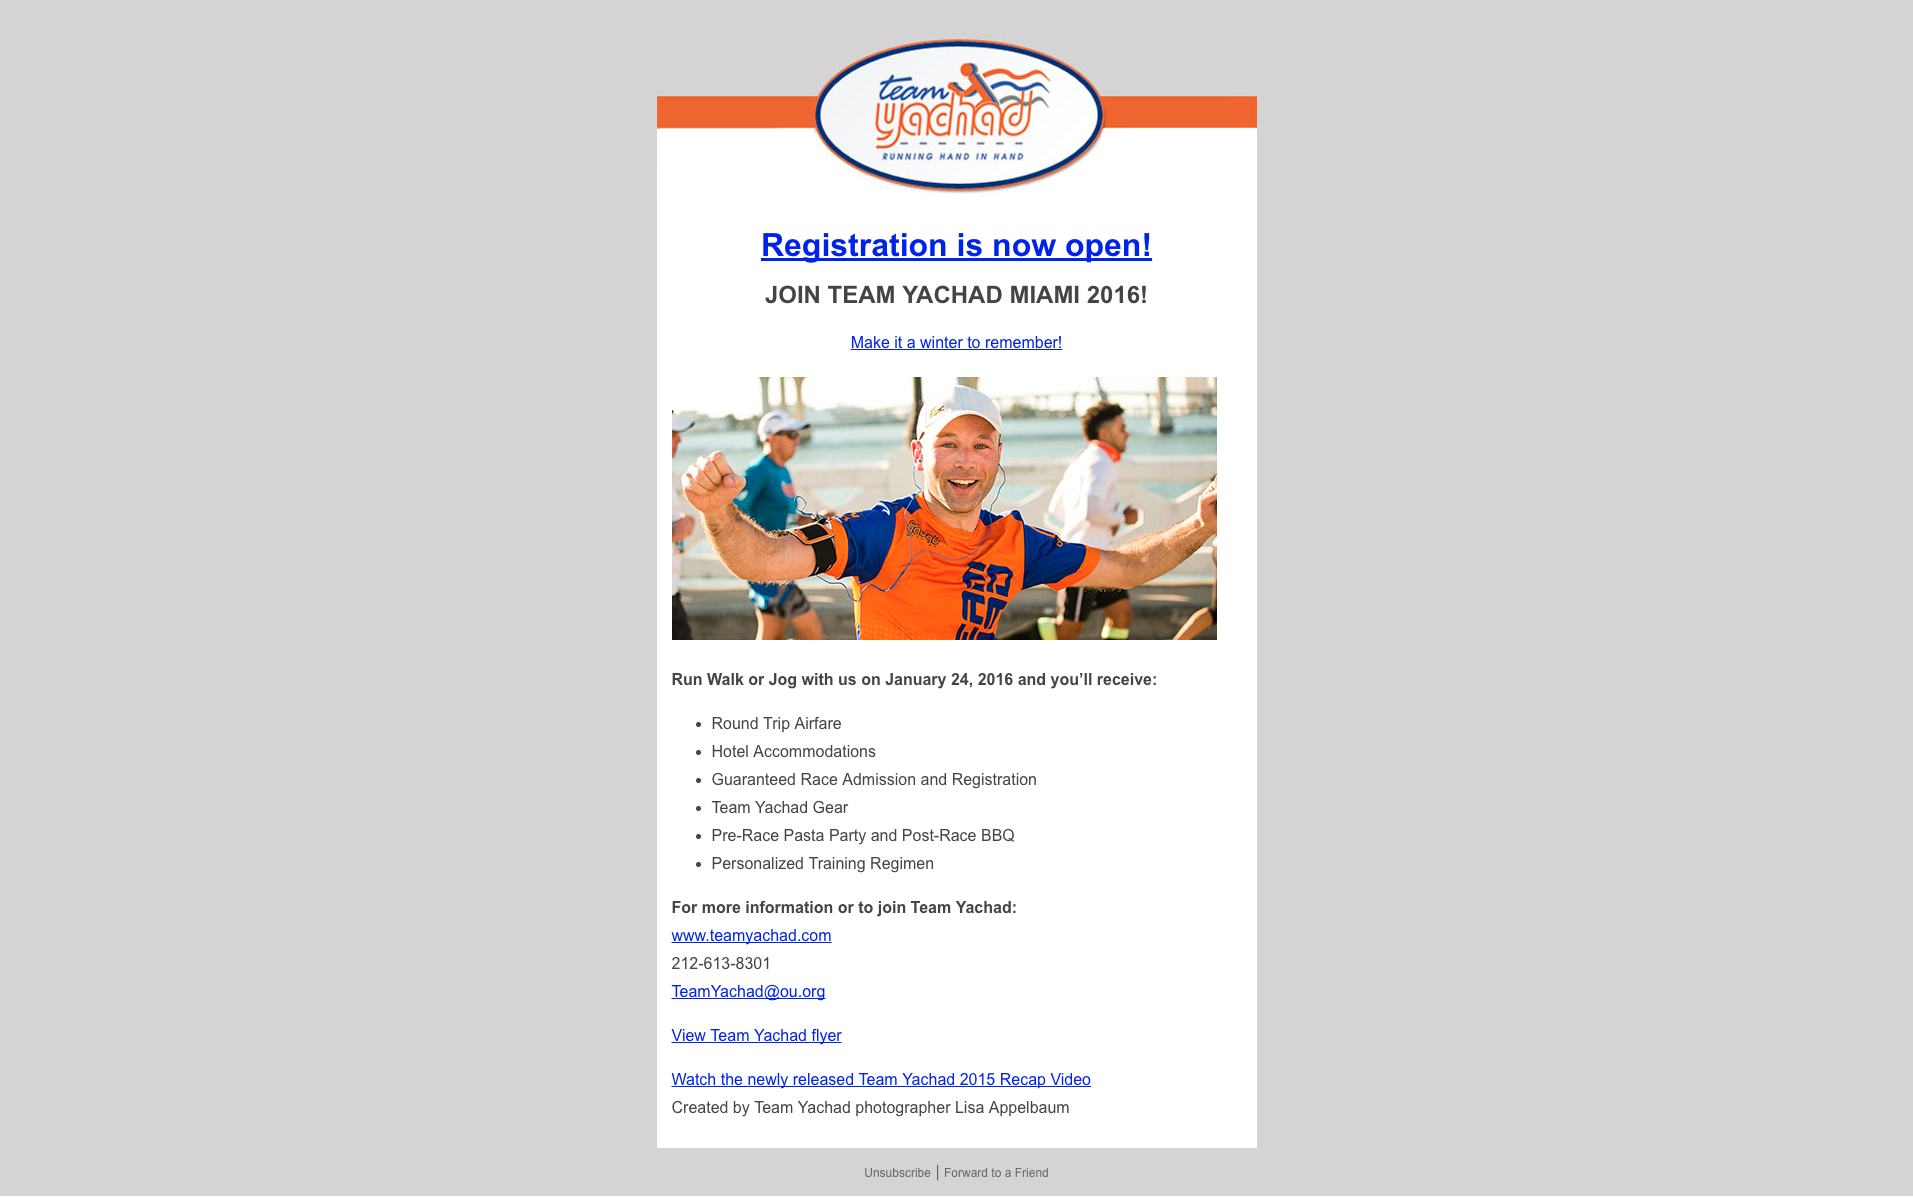 team
yachad
RUNNING HAND IN HAND
Registration is now open!
JOIN TEAM YACHAD MIAMI 2016!
Make it a winter to remember!
yachad
Run Walk or Jog with us on January 24, 2016 and you’ll receive:
• Round Trip Airfare
• Hotel Accommodations
• Guaranteed Race Admission and Registration
• Team Yachad Gear
• Pre-Race Pasta Party and Post-Race BBQ
• Personalized Training Regimen
For more information or to join Team Yachad:
www.teamyachad.com
212-613-8301
TeamYachad@ou.org
View Team Yachad flyer
Watch the newly released Team Yachad 2015 Recap Video
Created by Team Yachad photographer Lisa Appelbaum
Unsubscribe | Forward to a Friend